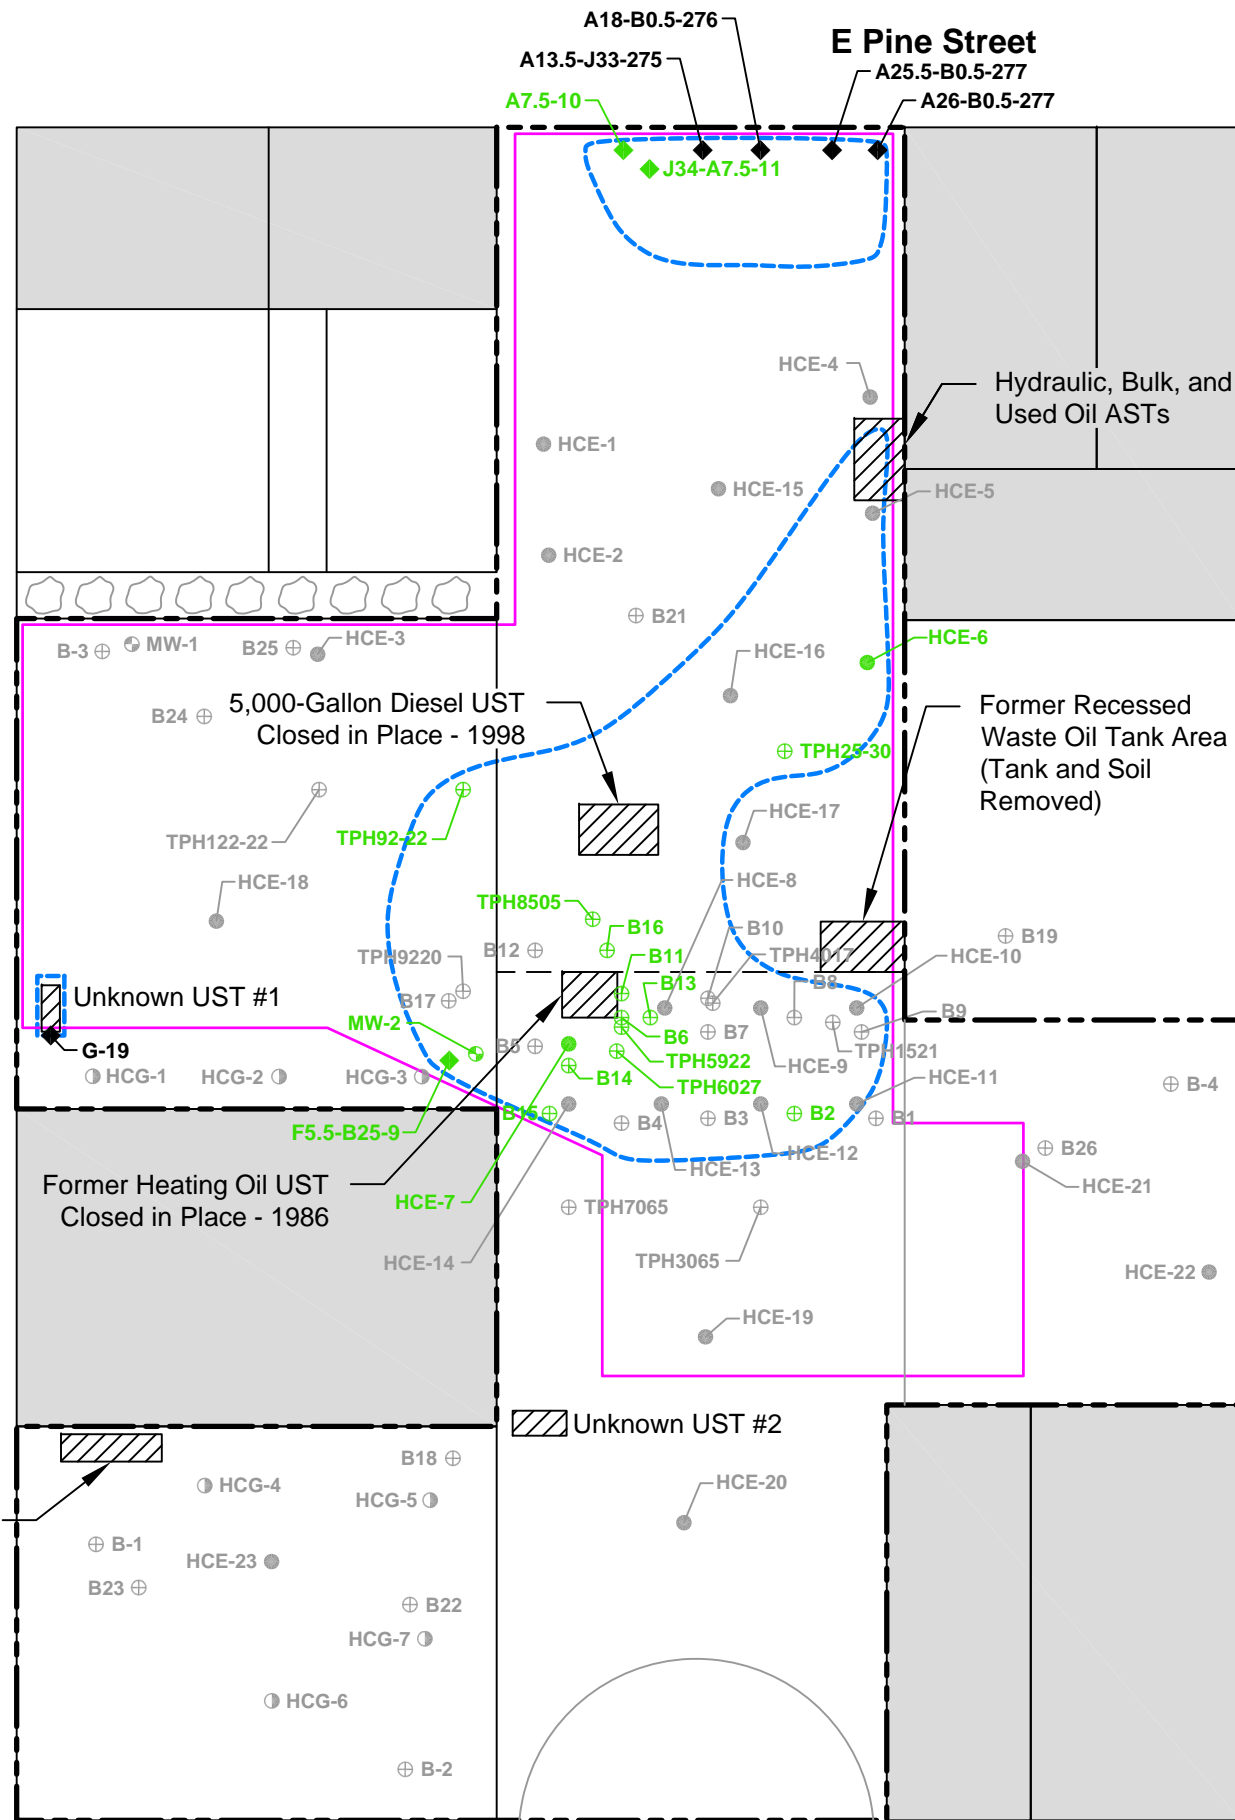 A18-B0.5-276
E Pine Street
A13.5-J33-275
A25.5-B0.5-277
A7.5-10
A26-B0.5-277
J34-A7.5-11
HCE-4
Hydraulic, Bulk, and
Used Oil ASTs
HCE-1
HCE-15
HCE-5
HCE-2
B21
B-3
MW-1
B25
HCE-3
HCE-6
HCE-16
B24
5,000-Gallon Diesel UST
Closed in Place - 1998
Former Recessed
Waste Oil Tank Area
(Tank and Soil
Removed)
TPH25-30
HCE-17
TPH122-22
TPH92-22
HCE-18
HCE-8
TPH8505
B16
B10
B19
B12
B11
TPH4017
HCE-10
TPH9220
B13
B8
Unknown UST #1
B17
B9
MW-2
B6
B7
G-19
B5
TPH5922
TPH1521
HCE-9
HCG-1
HCG-2
HCG-3
B14
TPH6027
HCE-11
B-4
B15
B4
B3
B2
B1
F5.5-B25-9
HCE-12
B26
HCE-13
HCE-21
Former Heating Oil UST
Closed in Place - 1986
HCE-7
TPH7065
HCE-14
TPH3065
HCE-22
HCE-19
Unknown UST #2
B18
HCG-4
HCG-5
HCE-20
B-1
HCE-23
B23
B22
HCG-7
HCG-6
B-2